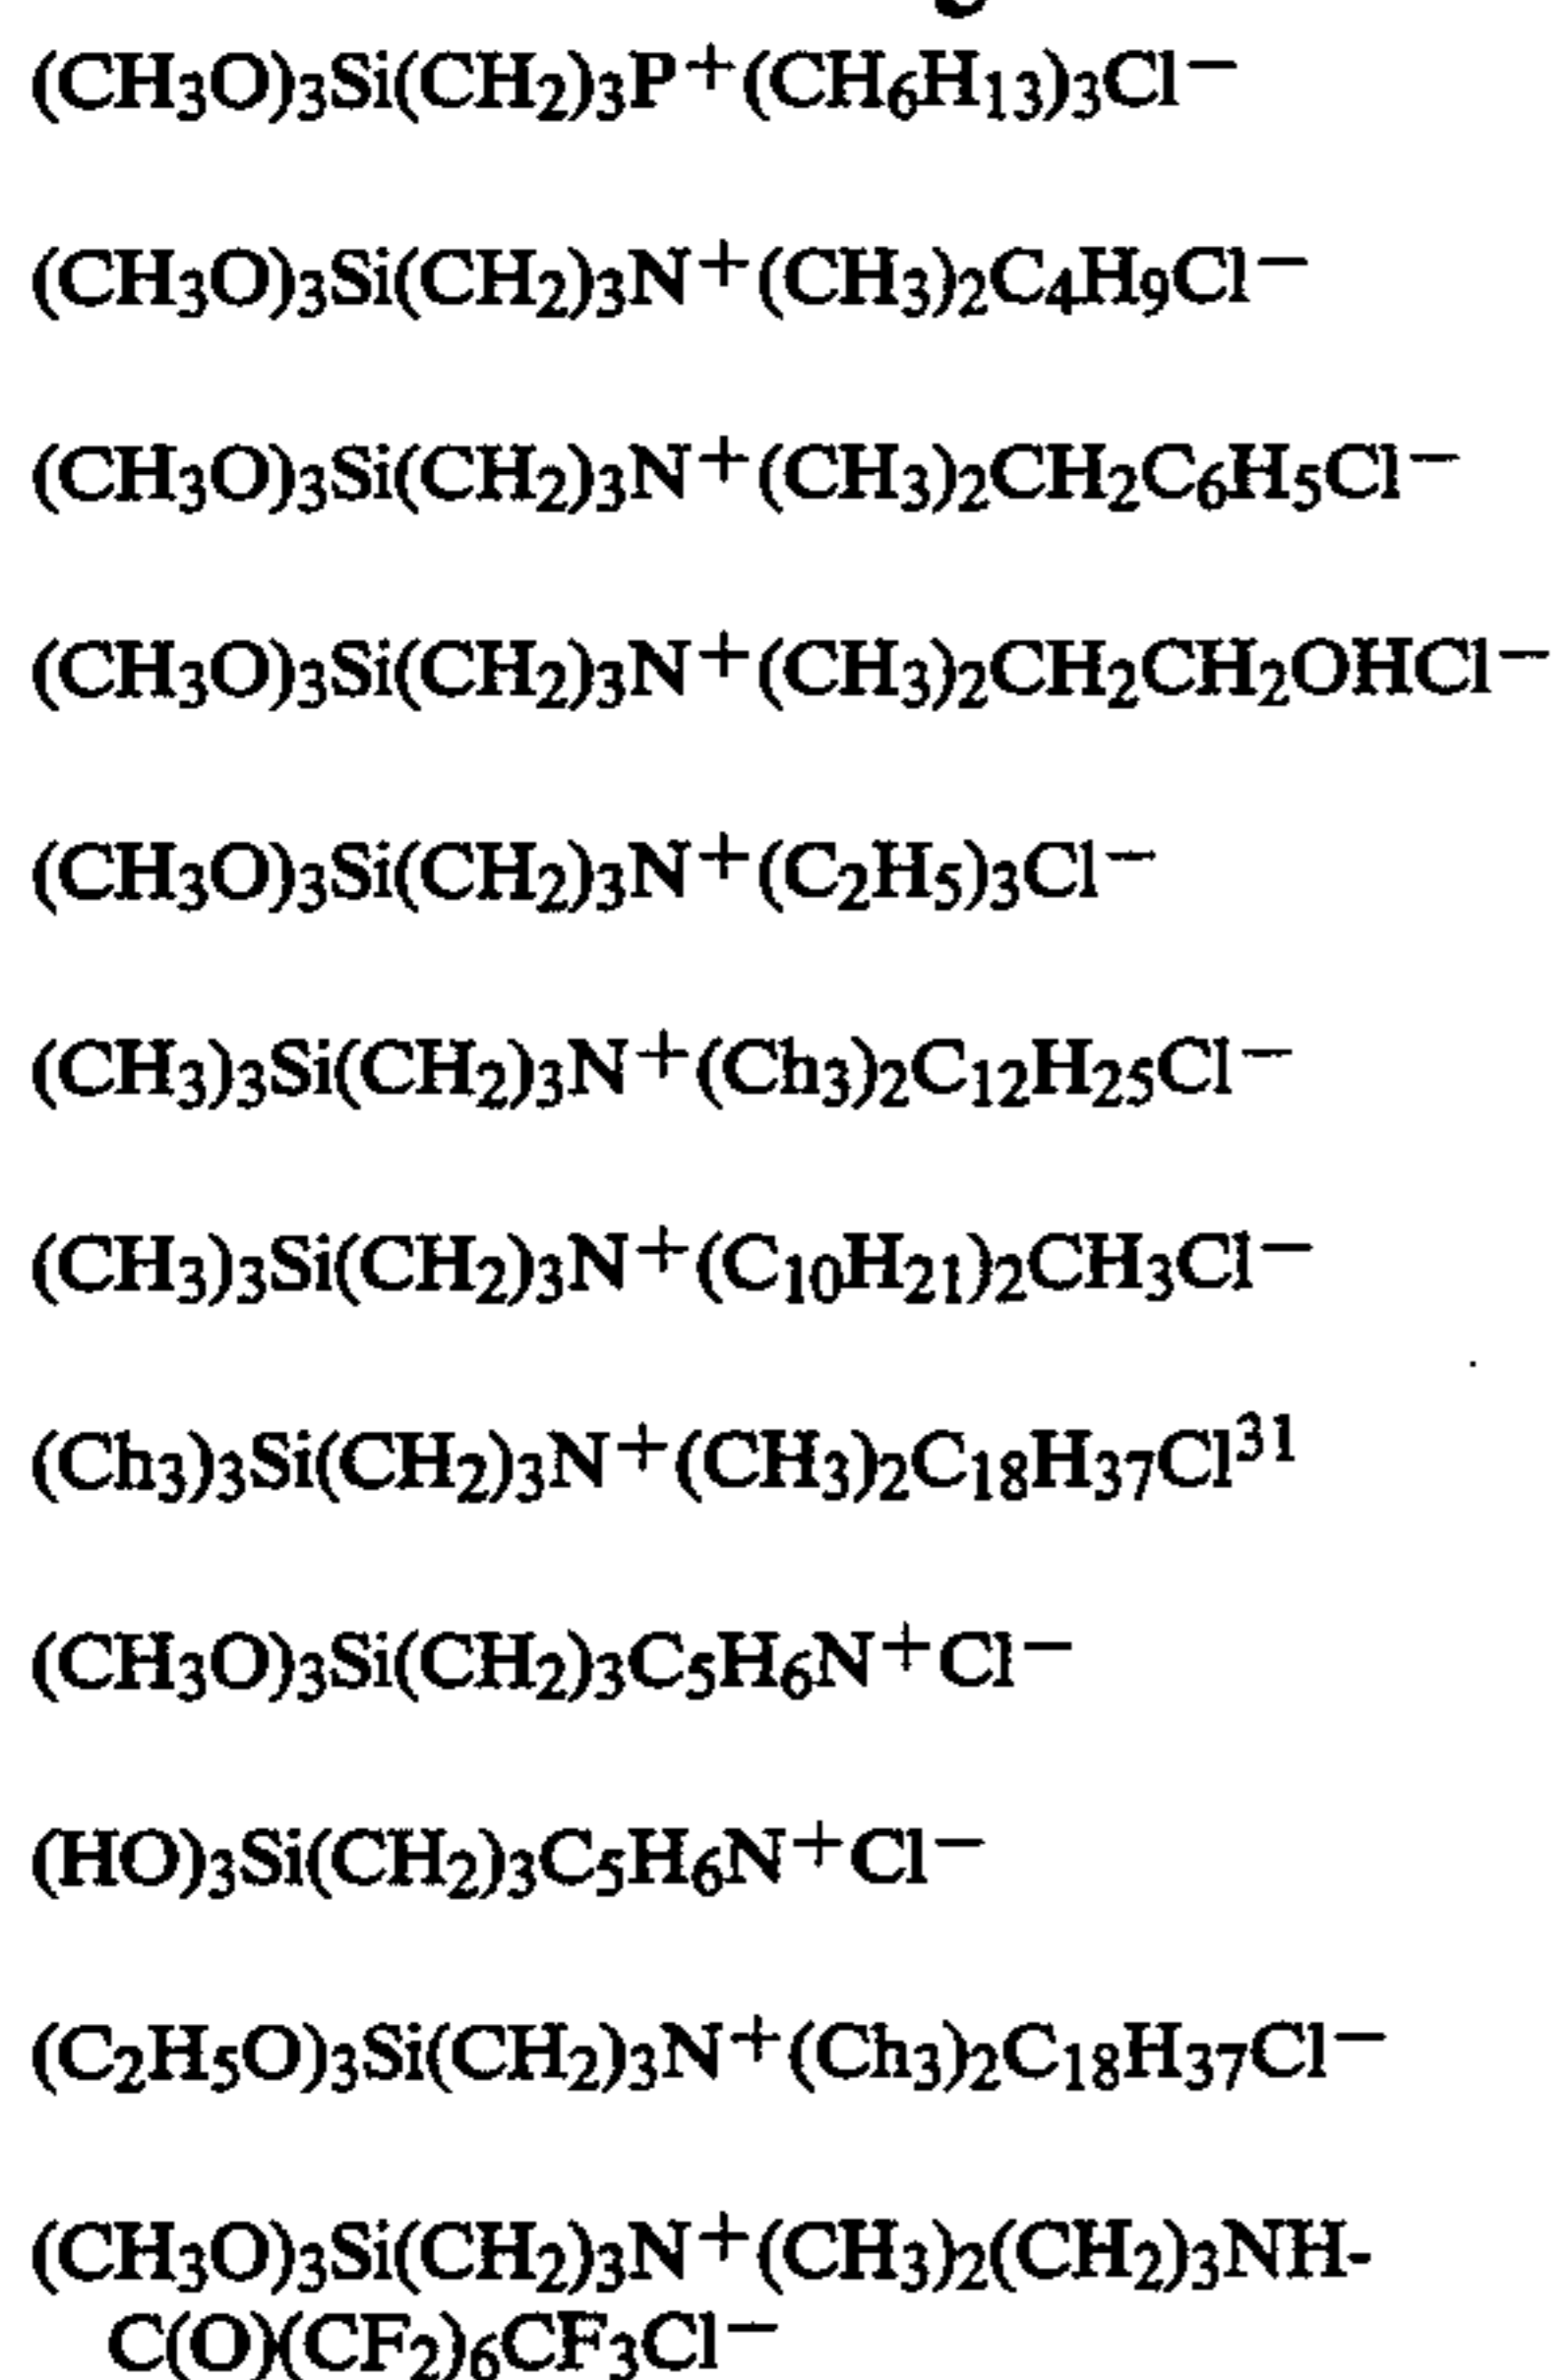 (CH₃O)₃Si(CH₂)₃P⁺(CH₆H₁₃)₃Cl⁻
(CH₃O)₃Si(CH₂)₃N⁺(CH₃)₂C₄H₉Cl⁻
(CH₃O)₃Si(CH₂)₃N⁺(CH₃)₂CH₂C₆H₅Cl⁻
(CH₃O)₃Si(CH₂)₃N⁺(CH₃)₂CH₂CH₂OHCl⁻
(CH₃O)₃Si(CH₂)₃N⁺(C₂H₅)₃Cl⁻
(CH₃)₃Si(CH₂)₃N⁺(Ch₃)₂C₁₂H₂₅Cl⁻
(CH₃)₃Si(CH₂)₃N⁺(C₁₀H₂₁)₂CH₃Cl⁻
(Ch₃)₃Si(CH₂)₃N⁺(CH₃)₂C₁₈H₃₇Cl³¹
(CH₃O)₃Si(CH₂)₃C₅H₆N⁺Cl⁻
(HO)₃Si(CH₂)₃C₅H₆N⁺Cl⁻
(C₂H₅O)₃Si(CH₂)₃N⁺(Ch₃)₂C₁₈H₃₇Cl⁻
(CH₃O)₃Si(CH₂)₃N⁺(CH₃)₂(CH₂)₃NH-
C(O)(CF₂)₆CF₃Cl⁻